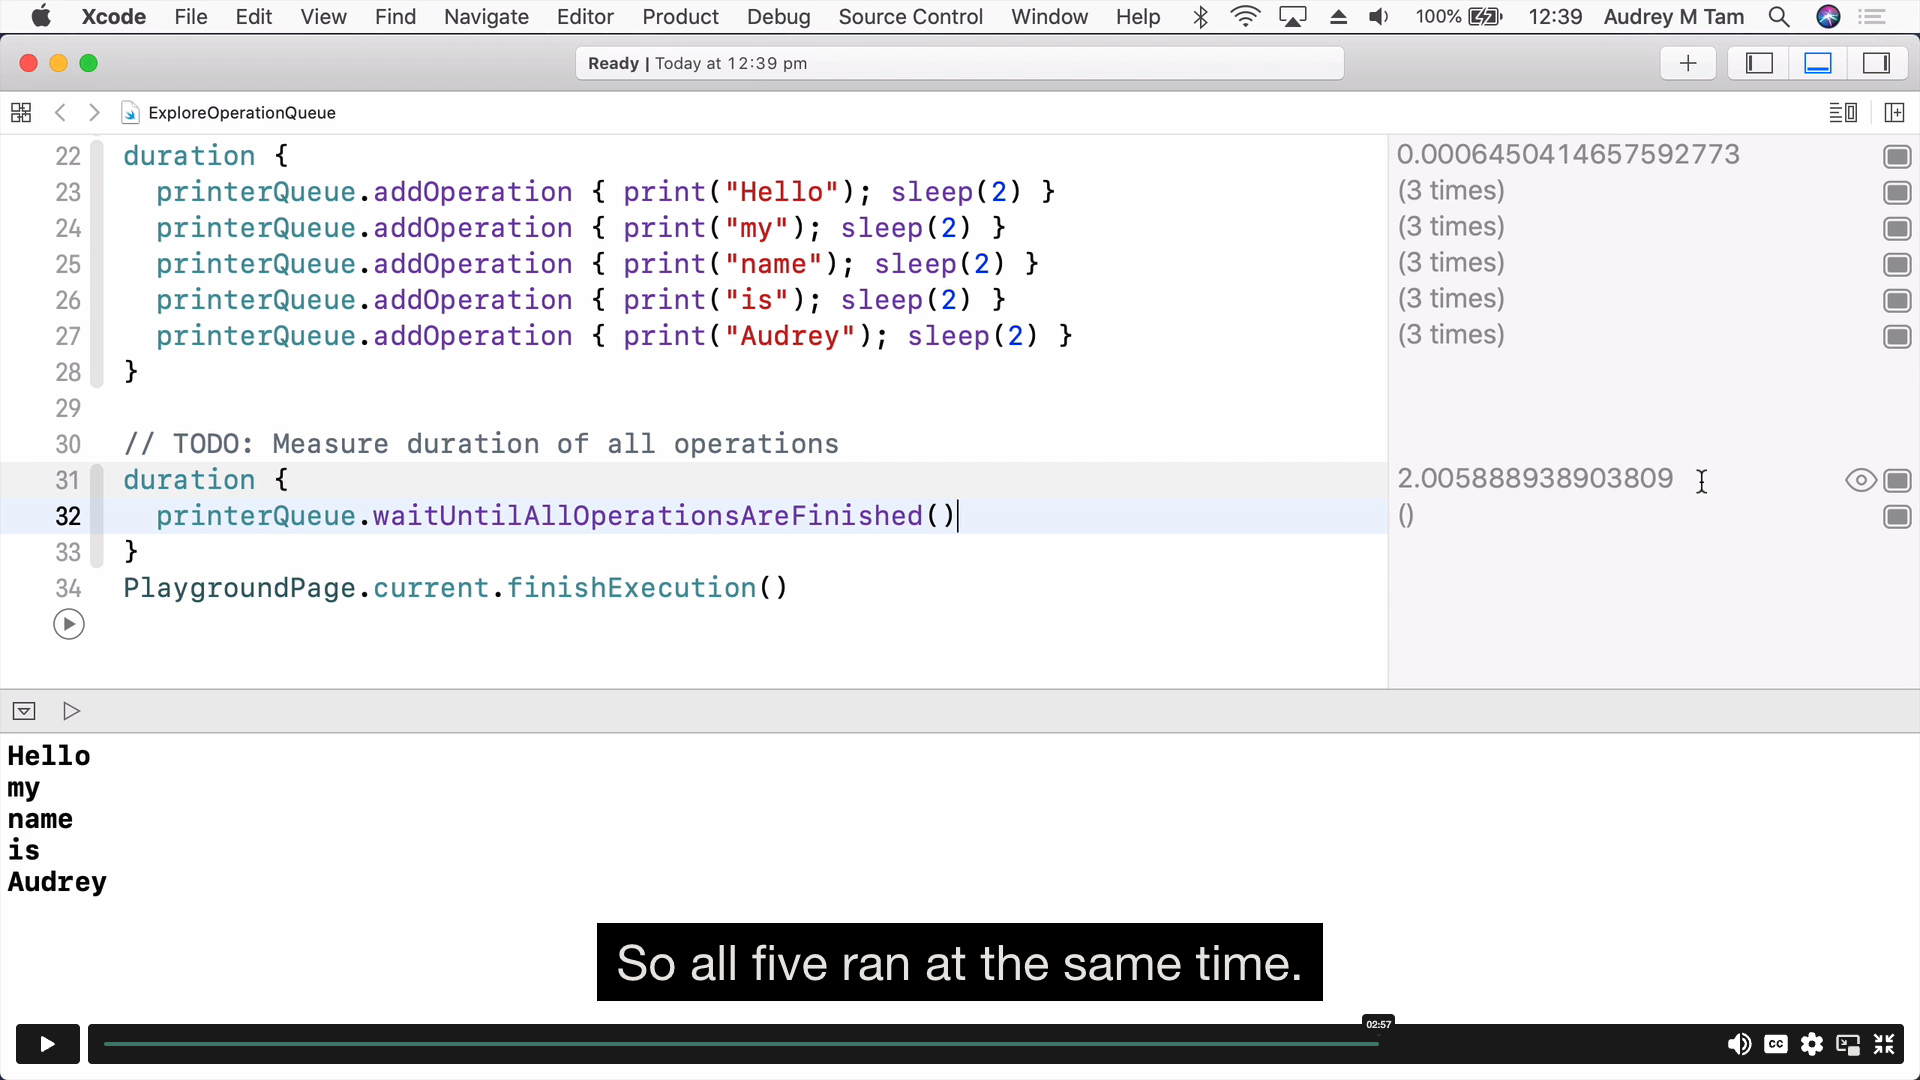 Xcode File Edit View Find Navigate Editor Product Debug Source Control Window Help 100% 12:39 Audrey M Tam
Ready | Today at 12:39 pm
ExploreOperationQueue
22 duration { 0.0006450414657592773
23 printerQueue.addOperation { print("Hello"); sleep(2) } (3 times)
24 printerQueue.addOperation { print("my"); sleep(2) } (3 times)
25 printerQueue.addOperation { print("name"); sleep(2) } (3 times)
26 printerQueue.addOperation { print("is"); sleep(2) } (3 times)
27 printerQueue.addOperation { print("Audrey"); sleep(2) } (3 times)
28 }
29
30 // TODO: Measure duration of all operations
31 duration { 2.005888938903809
32 printerQueue.waitUntilAllOperationsAreFinished() ()
33 }
34 PlaygroundPage.current.finishExecution()
Hello
my
name
is
Audrey
So all five ran at the same time.
02:57
CC